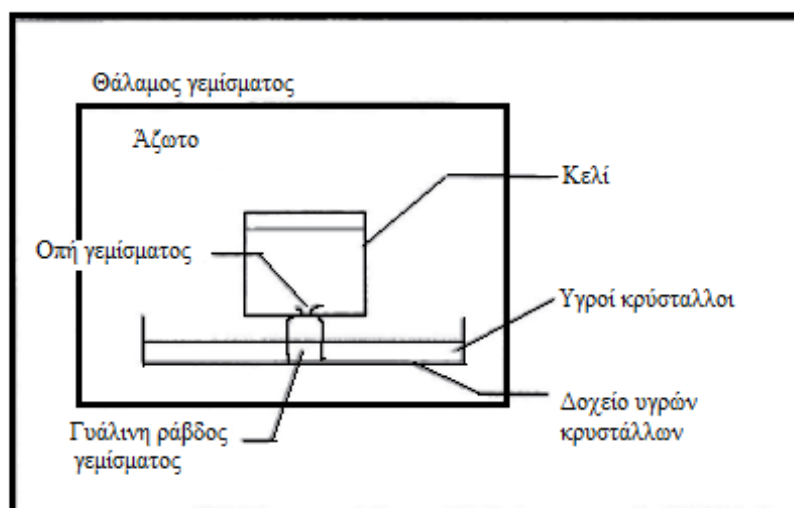 Θάλαμος γεμίσματος
Άζωτο
Κελί
Οπή γεμίσματος
Υγροί κρύσταλλοι
Δοχείο υγρών
κρυστάλλων
Γυάλινη ράβδος
γεμίσματος